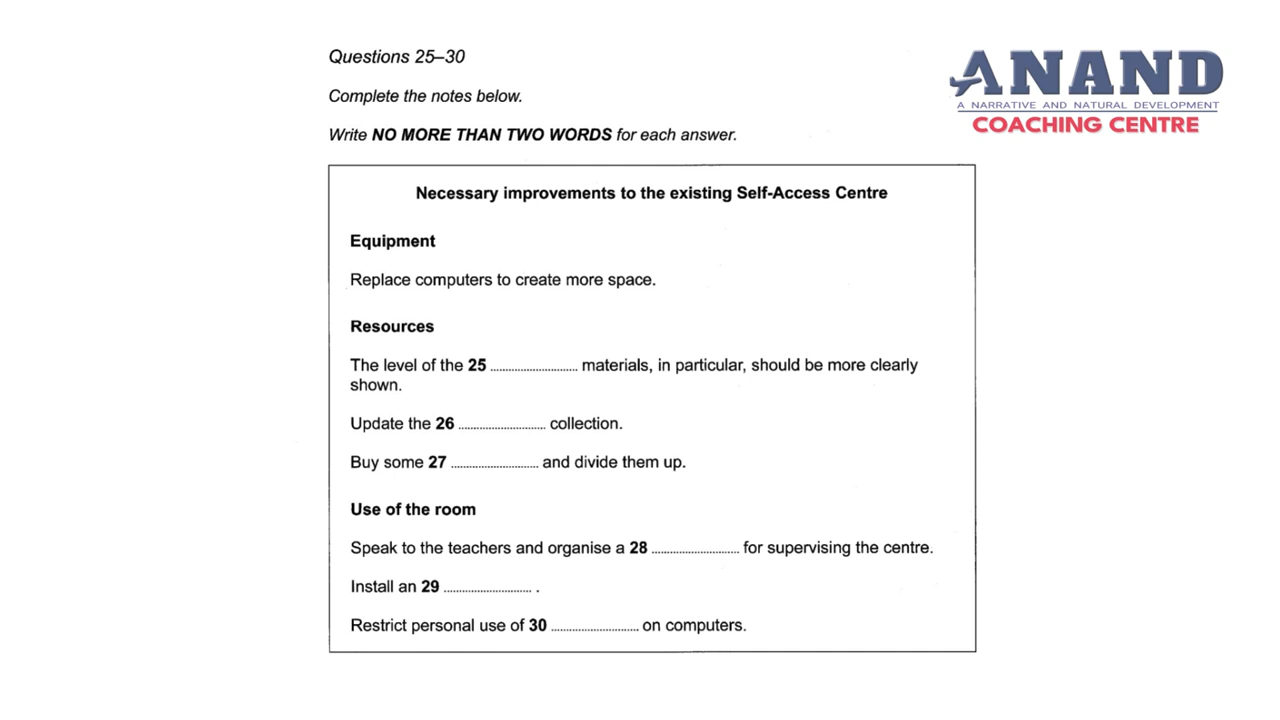 Questions 25–30
Complete the notes below.
Write NO MORE THAN TWO WORDS for each answer.
ANAND
A NARRATIVE AND NATURAL DEVELOPMENT
COACHING CENTRE
Necessary improvements to the existing Self-Access Centre
Equipment
Replace computers to create more space.
Resources
The level of the 25 .............................. materials, in particular, should be more clearly
shown.
Update the 26 .............................. collection.
Buy some 27 .............................. and divide them up.
Use of the room
Speak to the teachers and organise a 28 .............................. for supervising the centre.
Install an 29 .............................. .
Restrict personal use of 30 .............................. on computers.